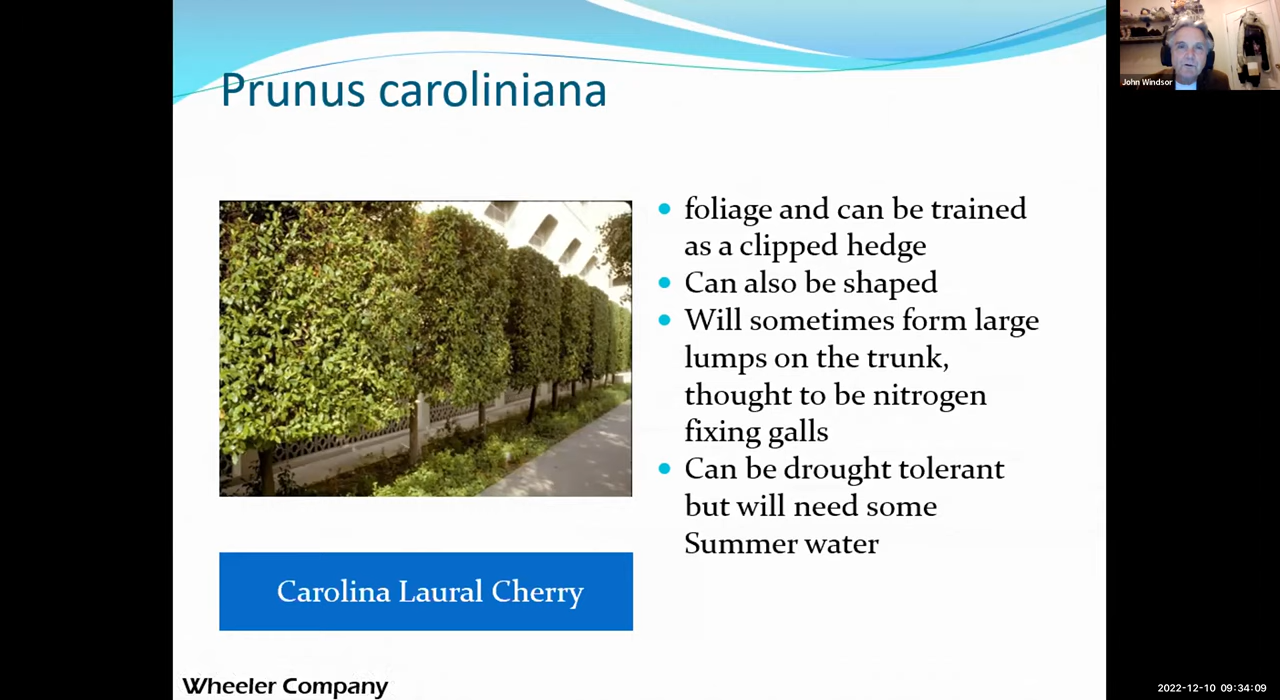 Prunus caroliniana
John Windsor
foliage and can be trained
as a clipped hedge
Can also be shaped
Will sometimes form large
lumps on the trunk,
thought to be nitrogen
fixing galls
Can be drought tolerant
but will need some
Summer water
Carolina Laural Cherry
Wheeler Company
2022-12-10 09:34:09